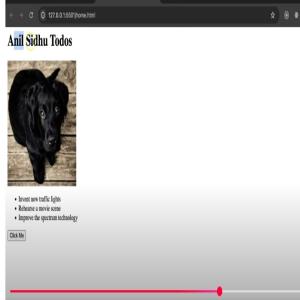 127.0.0.1:5501/home.html
Anil Sidhu Todos
Invent new traffic lights
Rehearse a movie scene
Improve the spectrum technology
Click Me